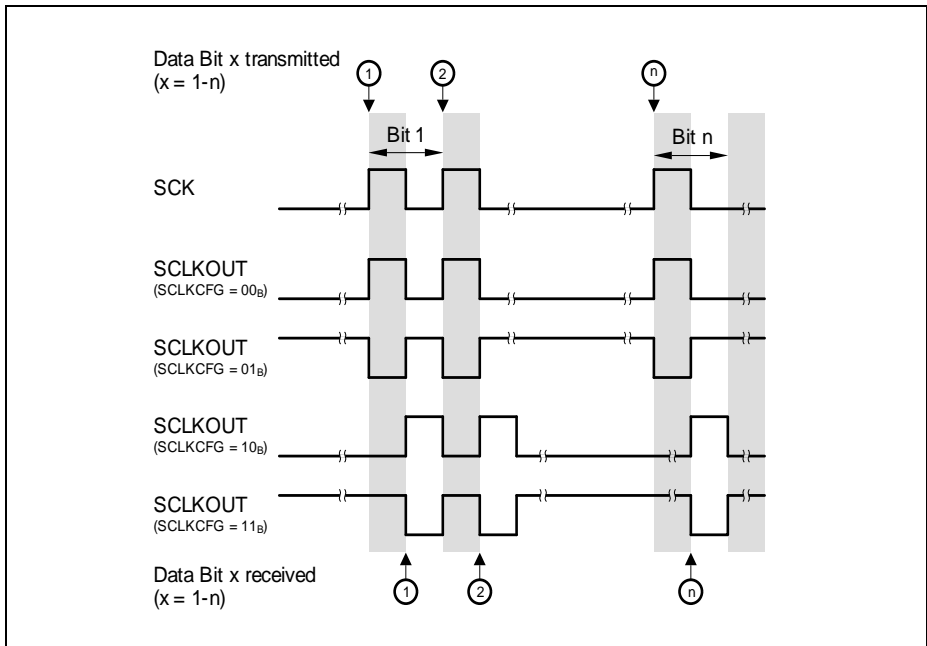 Data Bit x transmitted
(x = 1-n)
1
2
n
Bit 1
Bit n
SCK
SCLKOUT
(SCLKCFG = 00B)
SCLKOUT
(SCLKCFG = 01B)
SCLKOUT
(SCLKCFG = 10B)
SCLKOUT
(SCLKCFG = 11B)
Data Bit x received
(x = 1-n)
1
2
n